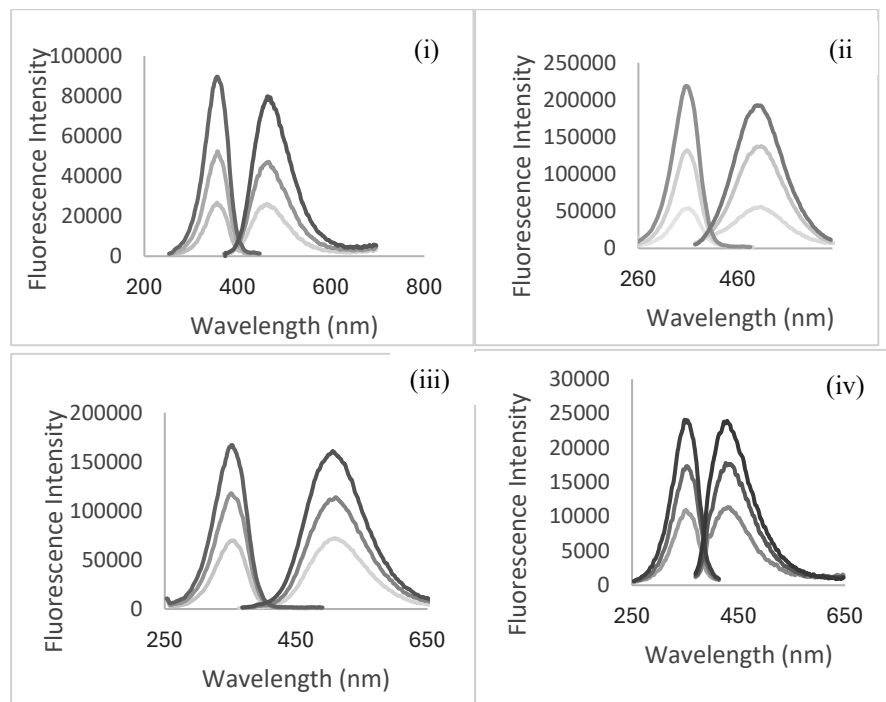 (i)
Fluorescence Intensity
100000
80000
60000
40000
20000
0
200 400 600 800
Wavelength (nm)
(ii
Fluorescence Intensity
250000
200000
150000
100000
50000
0
260 460
Wavelength (nm)
(iii)
Fluorescence Intensity
200000
150000
100000
50000
0
250 450 650
Wavelength (nm)
(iv)
Fluorescence Intensity
30000
25000
20000
15000
10000
5000
0
250 450 650
Wavelength (nm)